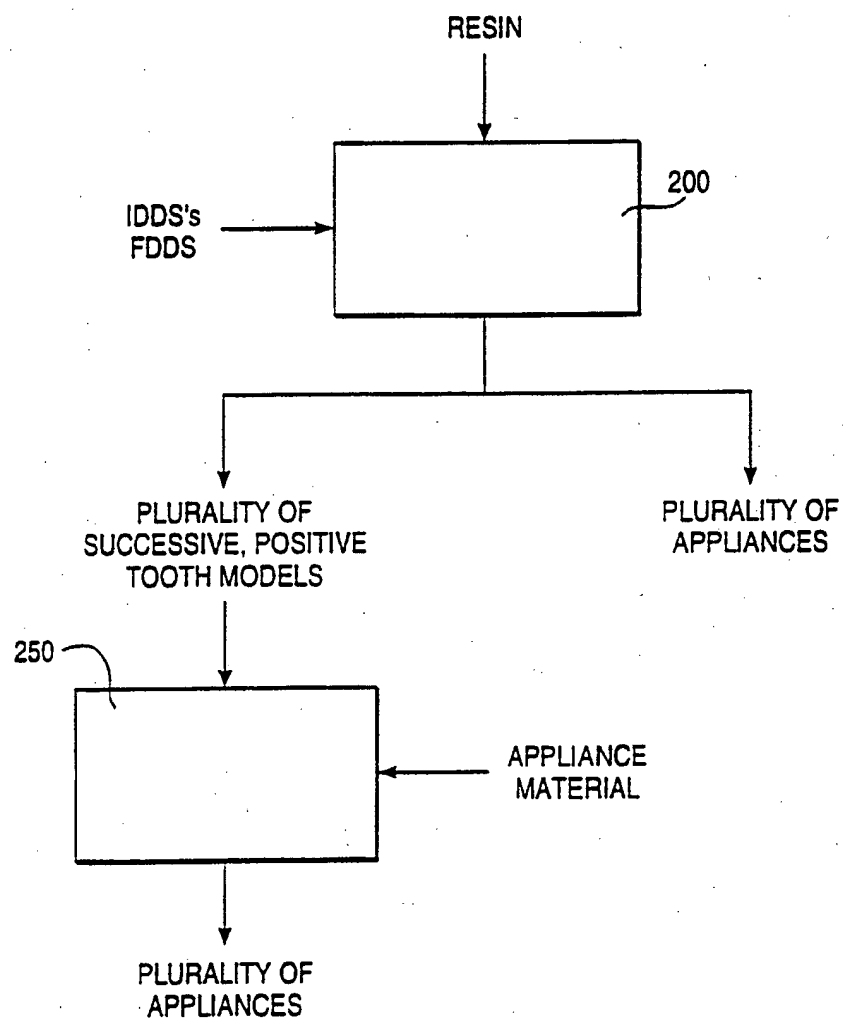 RESIN
200
IDDS's
FDDS
PLURALITY OF
SUCCESSIVE, POSITIVE
TOOTH MODELS
PLURALITY OF
APPLIANCES
250
APPLIANCE
MATERIAL
PLURALITY OF
APPLIANCES